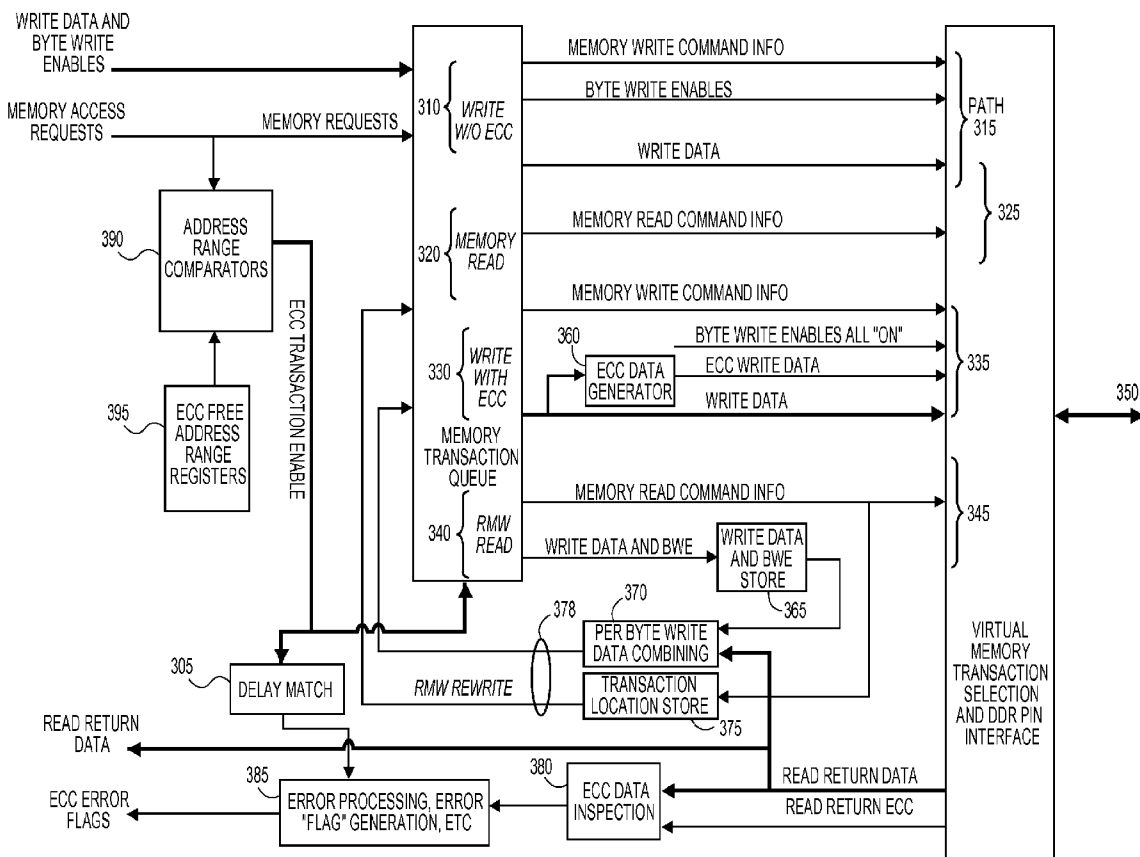 WRITE DATA AND
BYTE WRITE
ENABLES
MEMORY ACCESS
REQUESTS
MEMORY REQUESTS
390
ADDRESS
RANGE
COMPARATORS
395
ECC FREE
ADDRESS
RANGE
REGISTERS
ECC TRANSACTION ENABLE
310
WRITE
W/O ECC
320
MEMORY
READ
330
WRITE
WITH
ECC
MEMORY
TRANSACTION
QUEUE
340
RMW
READ
MEMORY WRITE COMMAND INFO
BYTE WRITE ENABLES
WRITE DATA
PATH
315
325
MEMORY READ COMMAND INFO
MEMORY WRITE COMMAND INFO
BYTE WRITE ENABLES ALL "ON"
360
ECC DATA
GENERATOR
ECC WRITE DATA
WRITE DATA
335
350
MEMORY READ COMMAND INFO
345
WRITE DATA AND BWE
WRITE DATA
AND BWE
STORE
365
370
378
PER BYTE WRITE
DATA COMBINING
TRANSACTION
LOCATION STORE
375
RMW REWRITE
VIRTUAL
MEMORY
TRANSACTION
SELECTION
AND DDR PIN
INTERFACE
305
DELAY MATCH
READ RETURN
DATA
385
ERROR PROCESSING, ERROR
"FLAG" GENERATION, ETC
ECC ERROR
FLAGS
380
ECC DATA
INSPECTION
READ RETURN DATA
READ RETURN ECC